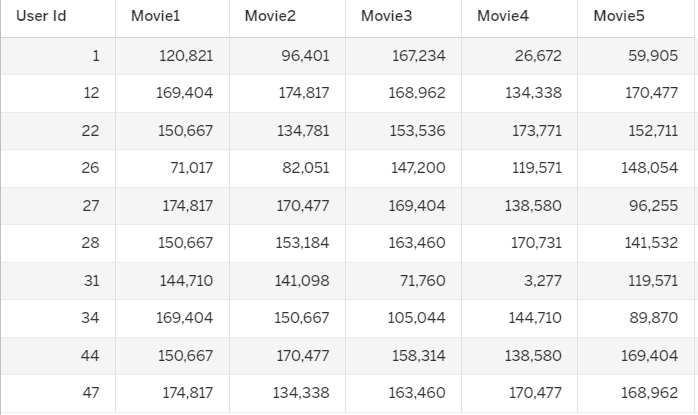 User Id Movie1 Movie2 Movie3 Movie4 Movie5
1 120,821 96,401 167,234 26,672 59,905
12 169,404 174,817 168,962 134,338 170,477
22 150,667 134,781 153,536 173,771 152,711
26 71,017 82,051 147,200 119,571 148,054
27 174,817 170,477 169,404 138,580 96,255
28 150,667 153,184 163,460 170,731 141,532
31 144,710 141,098 71,760 3,277 119,571
34 169,404 150,667 105,044 144,710 89,870
44 150,667 170,477 158,314 138,580 169,404
47 174,817 134,338 163,460 170,477 168,962